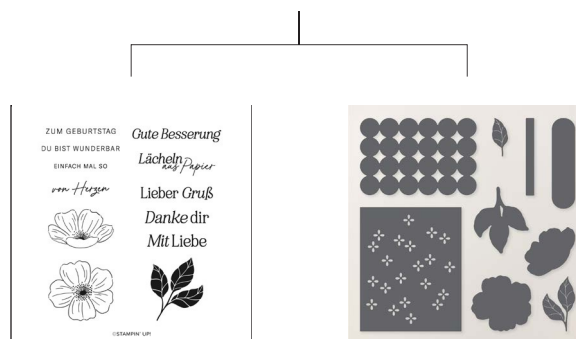 ZUM GEBURTSTAG
DU BIST WUNDERBAR
EINFACH MAL SO
von Herzen
Gute Besserung
Lächeln
aus Papier
Lieber Gruß
Danke dir
Mit Liebe
©STAMPIN' UP!